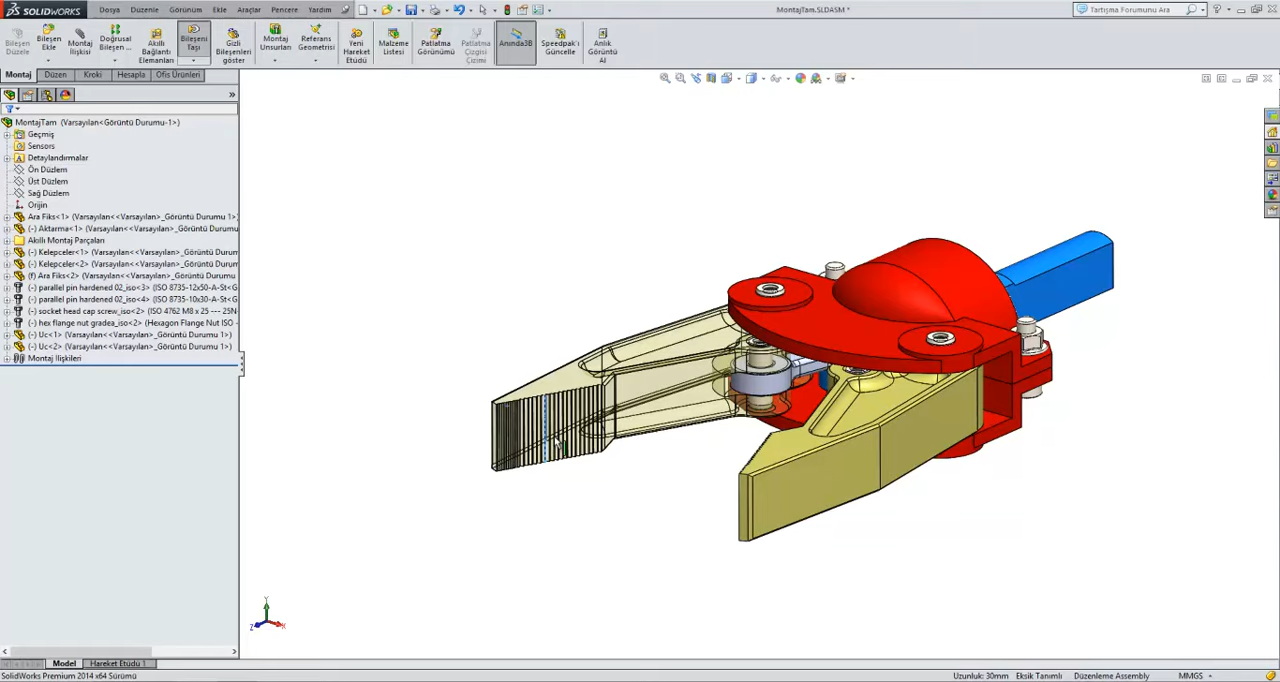 SOLIDWORKS Dosya Düzenle Görünüm Ekle Araçlar Pencere Yardım MontajTam.SLDASM * Tartışma Forumunu Ara
Bileşen Düzenle
Bileşen Ekle
Montaj İlişkisi
Doğrusal Bileşen ...
Akıllı Bağlantı Elemanları
Bileşeni Taşı
Gizli Bileşenleri göster
Montaj Unsurları
Referans Geometrisi
Yeni Hareket Etüdü
Malzeme Listesi
Patlatma Görünümü
Patlatma Çizgisi Çizimi
Anında3B
Speedpak'ı Güncelle
Anlık Görüntü Al
Montaj Düzen Kroki Hesapla Ofis Ürünleri
MontajTam (Varsayılan<Görüntü Durumu-1>)
Geçmiş
Sensors
Detaylandırmalar
Ön Düzlem
Üst Düzlem
Sağ Düzlem
Orijin
Ara Fiks<1> (Varsayılan<<Varsayılan>_Görüntü Durumu 1>)
(-) Aktarma<1> (Varsayılan<<Varsayılan>_Görüntü Durumu
Akıllı Montaj Parçaları
(-) Kelepceler<1> (Varsayılan<<Varsayılan>_Görüntü Durum
(-) Kelepceler<2> (Varsayılan<<Varsayılan>_Görüntü Durum
(f) Ara Fiks<2> (Varsayılan<<Varsayılan>_Görüntü Durumu
(-) parallel pin hardened 02_iso<3> (ISO 8735-12x50-A-St<G
(-) parallel pin hardened 02_iso<4> (ISO 8735-10x30-A-St<G
(-) socket head cap screw_iso<2> (ISO 4762 M8 x 25 --- 25N
(-) hex flange nut gradea_iso<2> (Hexagon Flange Nut ISO -
(-) Uc<1> (Varsayılan<<Varsayılan>_Görüntü Durumu 1>)
(-) Uc<2> (Varsayılan<<Varsayılan>_Görüntü Durumu 1>)
Montaj İlişkileri
Y
Z X
Model Hareket Etüdü 1
SolidWorks Premium 2014 x64 Sürümü Uzunluk: 30mm Eksik Tanımlı Düzenleme Assembly MMGS